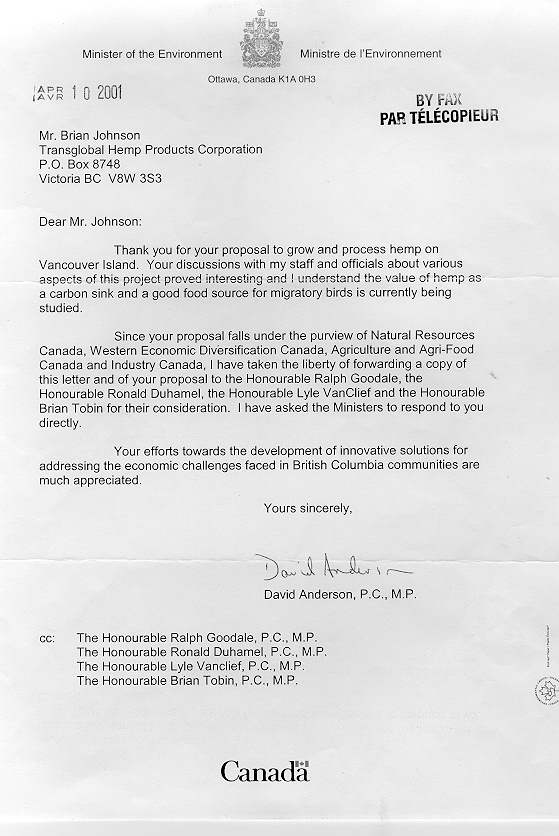 Minister of the Environment
Ministre de l'Environnement
Ottawa, Canada K1A 0H3
APR
AVR 10 2001
BY FAX
PAR TÉLÉCOPIEUR
Mr. Brian Johnson
Transglobal Hemp Products Corporation
P.O. Box 8748
Victoria BC V8W 3S3
Dear Mr. Johnson:
Thank you for your proposal to grow and process hemp on
Vancouver Island. Your discussions with my staff and officials about various
aspects of this project proved interesting and I understand the value of hemp as
a carbon sink and a good food source for migratory birds is currently being
studied.
Since your proposal falls under the purview of Natural Resources
Canada, Western Economic Diversification Canada, Agriculture and Agri-Food
Canada and Industry Canada, I have taken the liberty of forwarding a copy of
this letter and of your proposal to the Honourable Ralph Goodale, the
Honourable Ronald Duhamel, the Honourable Lyle VanClief and the Honourable
Brian Tobin for their consideration. I have asked the Ministers to respond to you
directly.
Your efforts towards the development of innovative solutions for
addressing the economic challenges faced in British Columbia communities are
much appreciated.
Yours sincerely,
David Anderson
David Anderson, P.C., M.P.
cc: The Honourable Ralph Goodale, P.C., M.P.
The Honourable Ronald Duhamel, P.C., M.P.
The Honourable Lyle Vanclief, P.C., M.P.
The Honourable Brian Tobin, P.C., M.P.
Canada